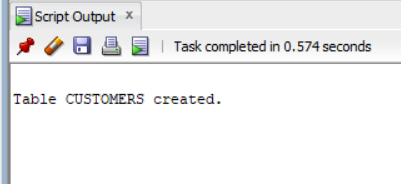 Script Output x
Task completed in 0.574 seconds
Table CUSTOMERS created.